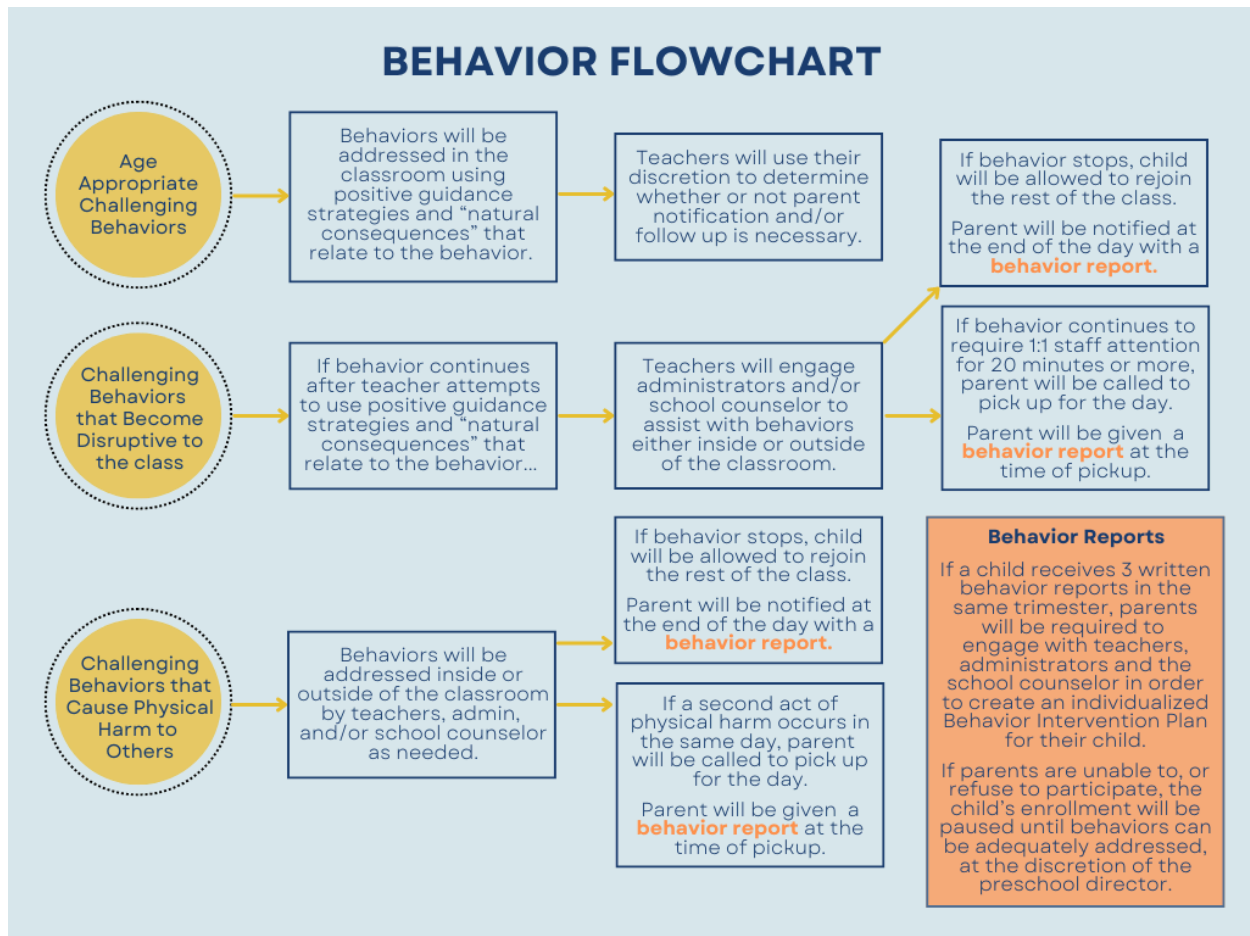 BEHAVIOR FLOWCHART
Age
Appropriate
Challenging
Behaviors
Behaviors will be
addressed in the
classroom using
positive guidance
strategies and “natural
consequences” that
relate to the behavior.
Teachers will use their
discretion to determine
whether or not parent
notification and/or
follow up is necessary.
If behavior stops, child
will be allowed to rejoin
the rest of the class.
Parent will be notified at
the end of the day with a
behavior report.
Challenging
Behaviors
that Become
Disruptive to
the class
If behavior continues
after teacher attempts
to use positive guidance
strategies and “natural
consequences” that
relate to the behavior...
Teachers will engage
administrators and/or
school counselor to
assist with behaviors
either inside or outside
of the classroom.
If behavior continues to
require 1:1 staff attention
for 20 minutes or more,
parent will be called to
pick up for the day.
Parent will be given a
behavior report at the
time of pickup.
Challenging
Behaviors that
Cause Physical
Harm to
Others
Behaviors will be
addressed inside or
outside of the classroom
by teachers, admin,
and/or school counselor
as needed.
If behavior stops, child
will be allowed to rejoin
the rest of the class.
Parent will be notified at
the end of the day with a
behavior report.
If a second act of
physical harm occurs in
the same day, parent
will be called to pick up
for the day.
Parent will be given a
behavior report at the
time of pickup.
Behavior Reports
If a child receives 3 written
behavior reports in the
same trimester, parents
will be required to
engage with teachers,
administrators and the
school counselor in order
to create an individualized
Behavior Intervention Plan
for their child.
If parents are unable to, or
refuse to participate, the
child’s enrollment will be
paused until behaviors can
be adequately addressed,
at the discretion of the
preschool director.